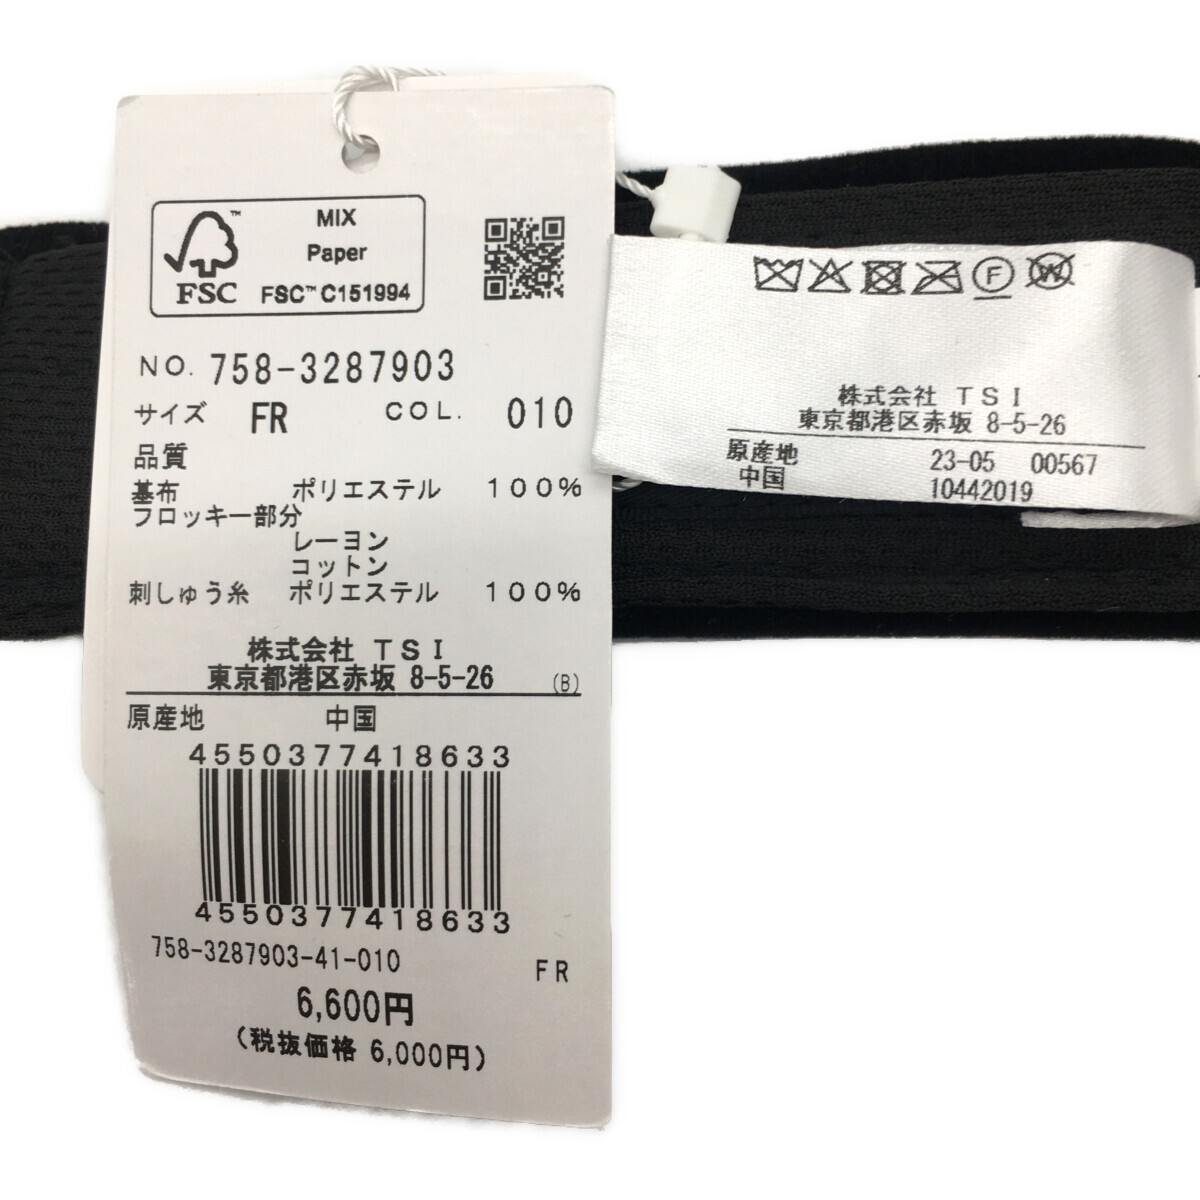 MIX
Paper
FSC™ C151994
FSC
™
NO. 758-3287903
サイズ FR COL. 010
品質
基布 ポリエステル 100%
フロッキー部分
レーヨン
コットン
刺しゅう糸 ポリエステル 100%
株式会社 TSI
東京都港区赤坂 8-5-26 (B)
原産地 中国
4550377418633
4550377418633
758-3287903-41-010 FR
6,600円
(税抜価格 6,000円)
F W
株式会社 TSI
東京都港区赤坂 8-5-26
原産地 23-05 00567
中国 10442019